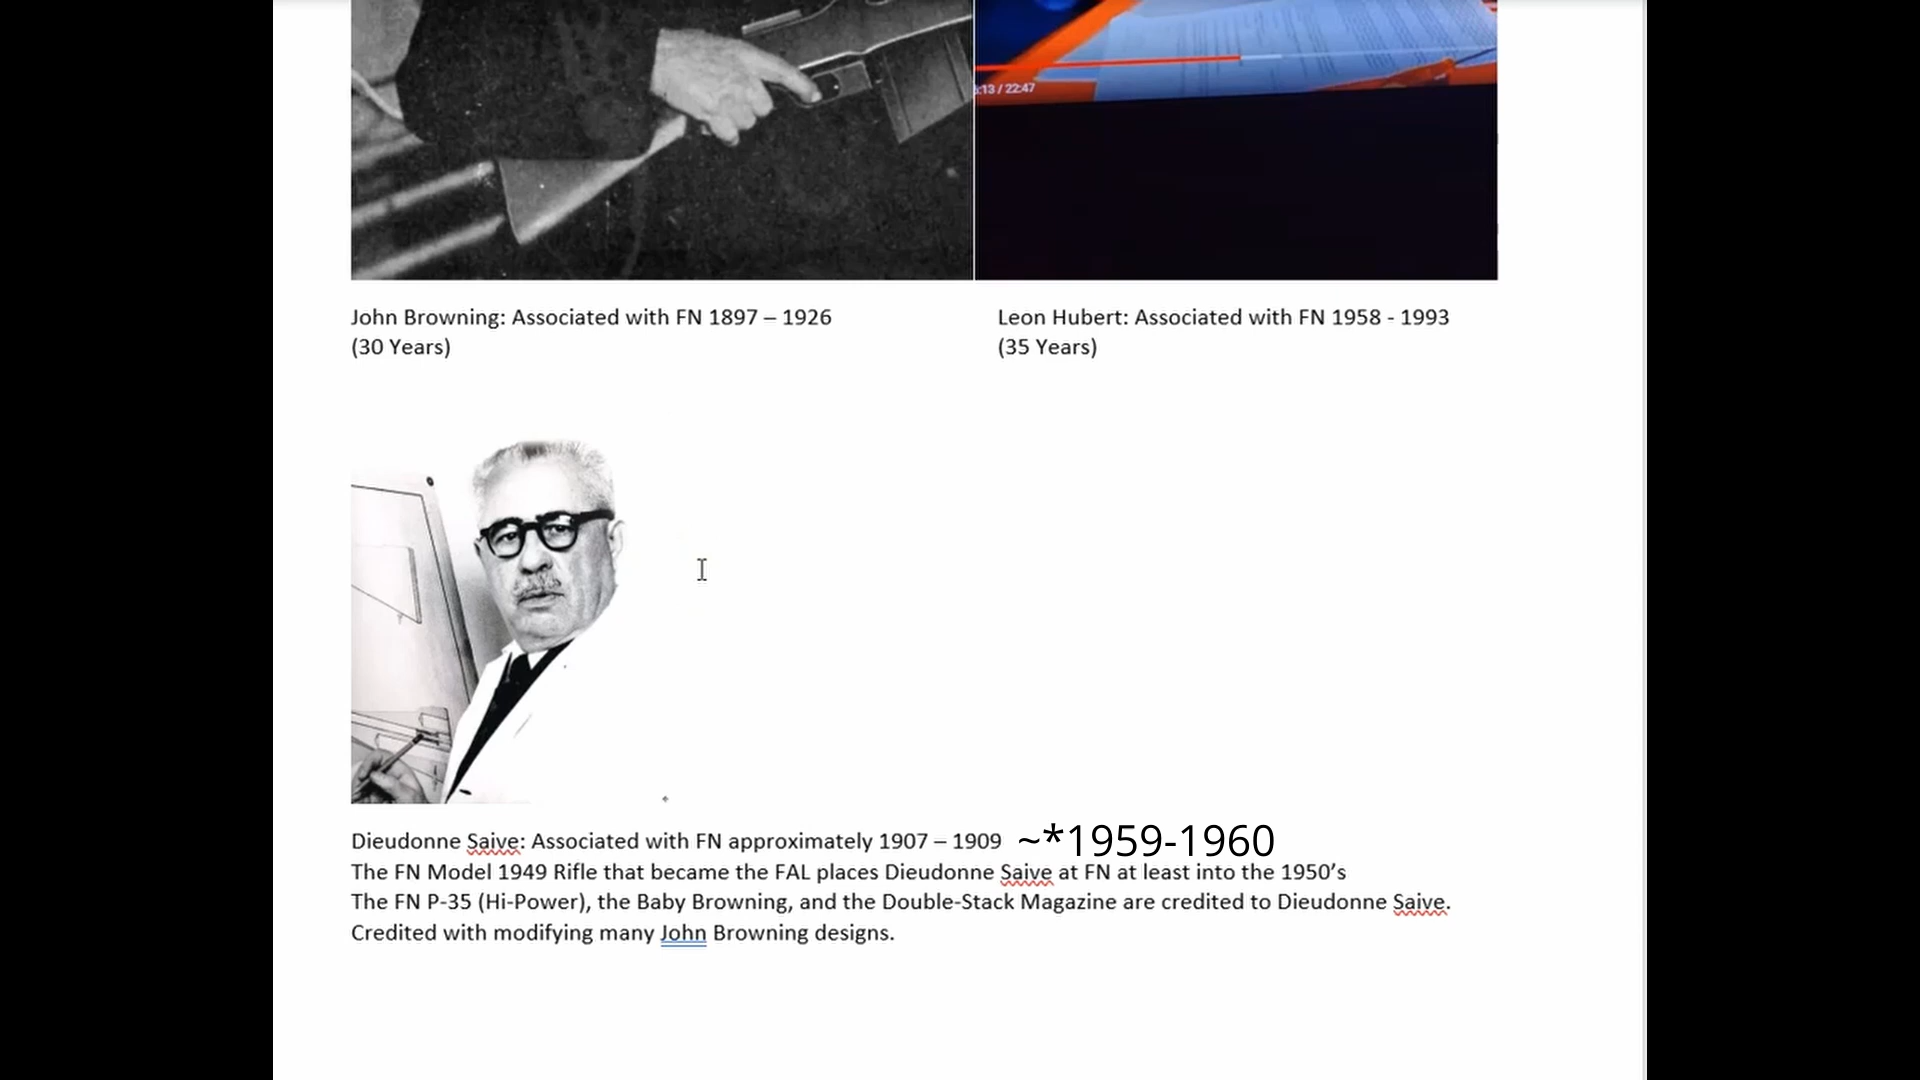 :13 / 22:47
John Browning: Associated with FN 1897 – 1926
(30 Years)
Leon Hubert: Associated with FN 1958 - 1993
(35 Years)
Dieudonne Saive: Associated with FN approximately 1907 – 1909 ~*1959-1960
The FN Model 1949 Rifle that became the FAL places Dieudonne Saive at FN at least into the 1950’s
The FN P-35 (Hi-Power), the Baby Browning, and the Double-Stack Magazine are credited to Dieudonne Saive.
Credited with modifying many John Browning designs.